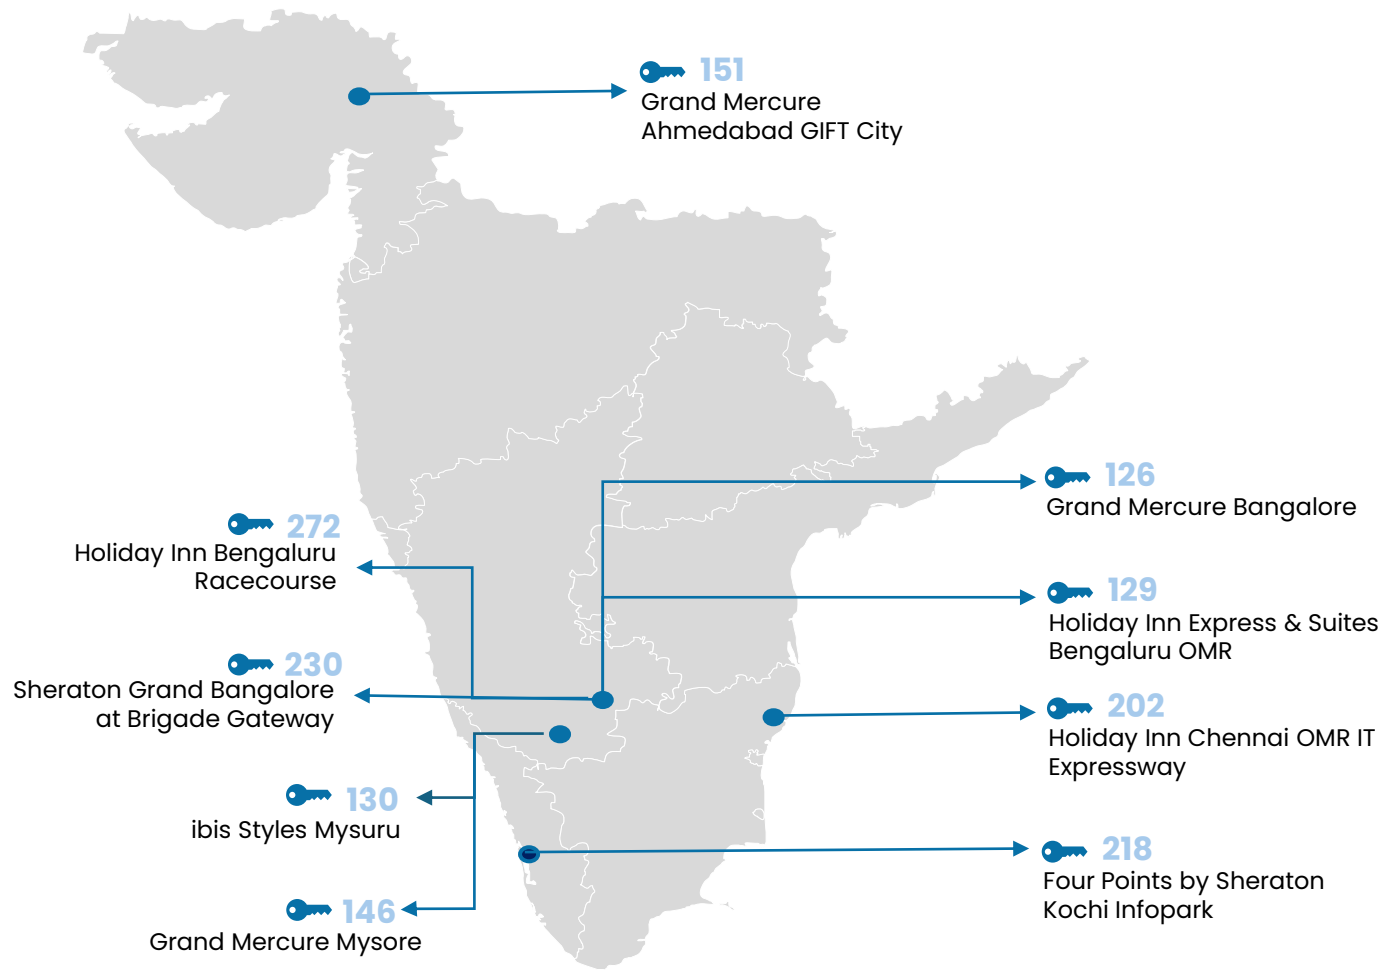 151
Grand Mercure
Ahmedabad GIFT City
126
Grand Mercure Bangalore
272
Holiday Inn Bengaluru
Racecourse
129
Holiday Inn Express & Suites
Bengaluru OMR
230
Sheraton Grand Bangalore
at Brigade Gateway
202
Holiday Inn Chennai OMR IT
Expressway
130
ibis Styles Mysuru
218
Four Points by Sheraton
Kochi Infopark
146
Grand Mercure Mysore